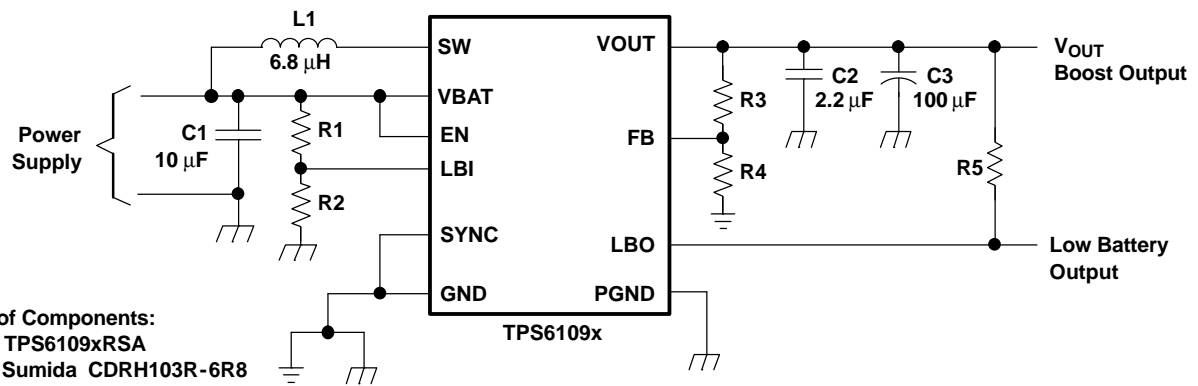 L1
6.8 µH
SW
VOUT
VOUT
Boost Output
VBAT
C2
2.2 µF
C3
100 µF
R3
Power
Supply
C1
10 µF
R1
EN
FB
LBI
R4
R5
R2
SYNC
LBO
Low Battery
Output
GND
PGND
TPS6109x
of Components:
TPS6109xRSA
Sumida CDRH103R-6R8